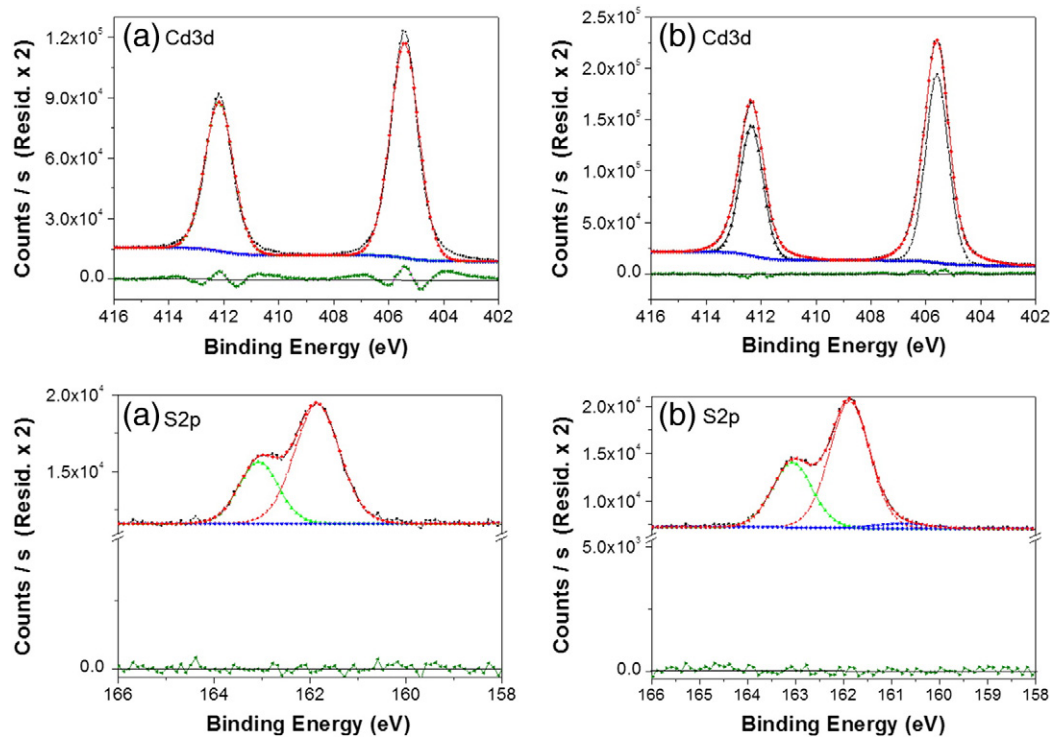 (a) Cd3d
Counts / s (Resid. x 2)
1.2x10⁵
9.0x10⁴
6.0x10⁴
3.0x10⁴
0.0
416 414 412 410 408 406 404 402
Binding Energy (eV)
(b) Cd3d
Counts / s (Resid. x 2)
2.5x10⁵
2.0x10⁵
1.5x10⁵
1.0x10⁵
5.0x10⁴
0.0
416 414 412 410 408 406 404 402
Binding Energy (eV)
(a) S2p
Counts / s (Resid. x 2)
2.0x10⁴
1.5x10⁴
0.0
166 164 162 160 158
Binding Energy (eV)
(b) S2p
Counts / s (Resid. x 2)
2.0x10⁴
1.5x10⁴
1.0x10⁴
5.0x10³
0.0
166 165 164 163 162 161 160 159 158
Binding Energy (eV)